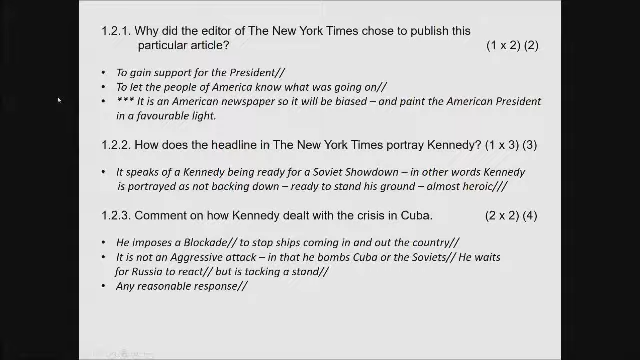 1.2.1. Why did the editor of The New York Times chose to publish this
particular article? (1 x 2) (2)
• To gain support for the President//
• To let the people of America know what was going on//
• *** It is an American newspaper so it will be biased – and paint the American President
in a favourable light.
1.2.2. How does the headline in The New York Times portray Kennedy? (1 x 3) (3)
• It speaks of a Kennedy being ready for a Soviet Showdown – in other words Kennedy
is portrayed as not backing down – ready to stand his ground – almost heroic///
1.2.3. Comment on how Kennedy dealt with the crisis in Cuba. (2 x 2) (4)
• He imposes a Blockade// to stop ships coming in and out the country//
• It is not an Aggressive attack – in that he bombs Cuba or the Soviets// He waits
for Russia to react// but is tacking a stand//
• Any reasonable response//